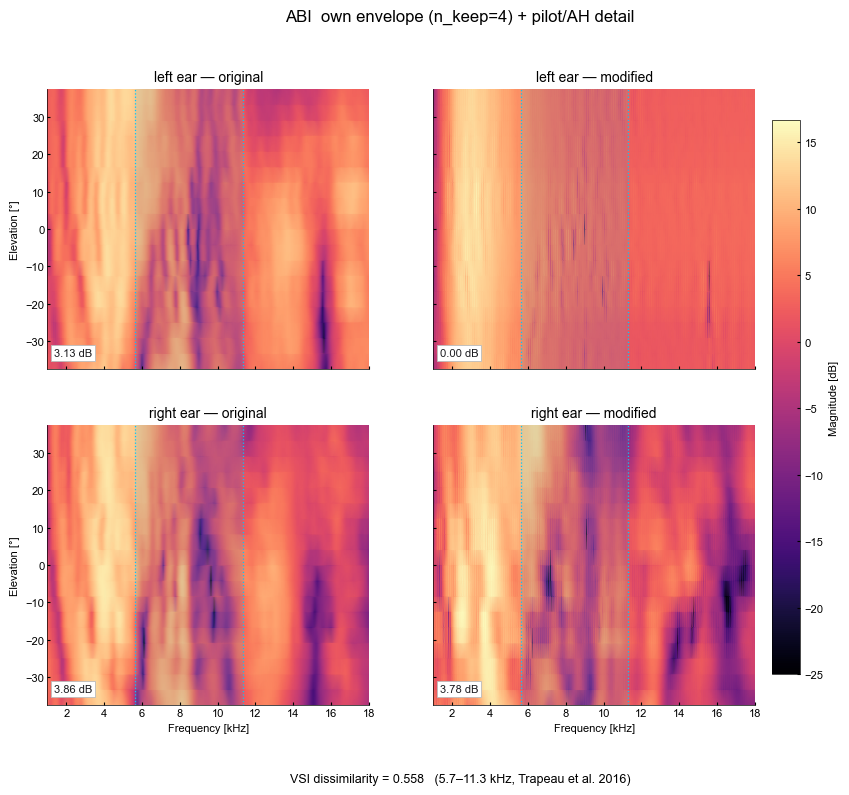 ABI  own envelope (n_keep=4) + pilot/AH detail
left ear — original
left ear — modified
Elevation [°]
30
20
10
0
−10
−20
−30
3.13 dB
0.00 dB
15
10
5
0
−5
−10
−15
−20
−25
Magnitude [dB]
right ear — original
right ear — modified
Elevation [°]
30
20
10
0
−10
−20
−30
3.86 dB
3.78 dB
2 4 6 8 10 12 14 16 18
2 4 6 8 10 12 14 16 18
Frequency [kHz]
Frequency [kHz]
VSI dissimilarity = 0.558   (5.7–11.3 kHz, Trapeau et al. 2016)